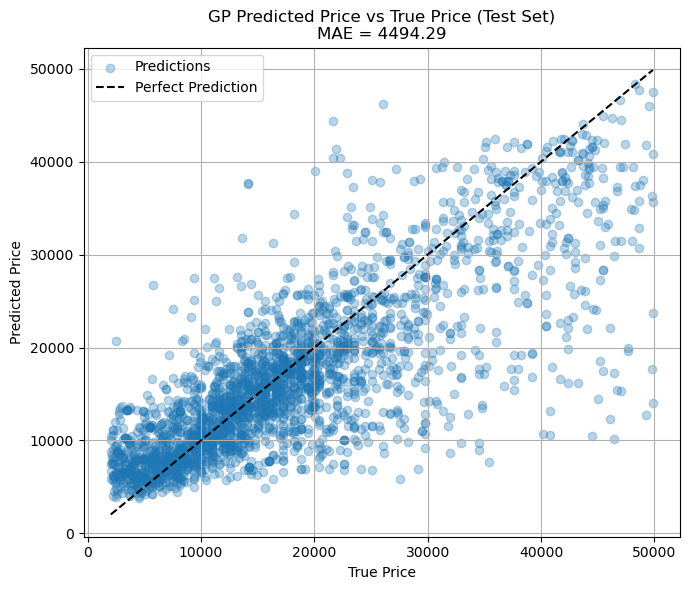 GP Predicted Price vs True Price (Test Set)
MAE = 4494.29
Predictions
Perfect Prediction
50000
40000
30000
20000
10000
0
Predicted Price
0 10000 20000 30000 40000 50000
True Price